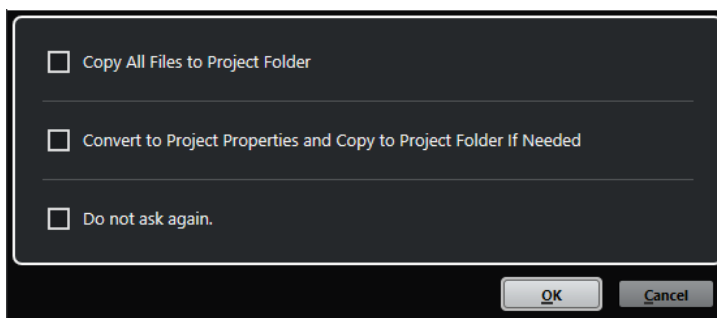 Copy All Files to Project Folder
Convert to Project Properties and Copy to Project Folder If Needed
Do not ask again.
OK
Cancel